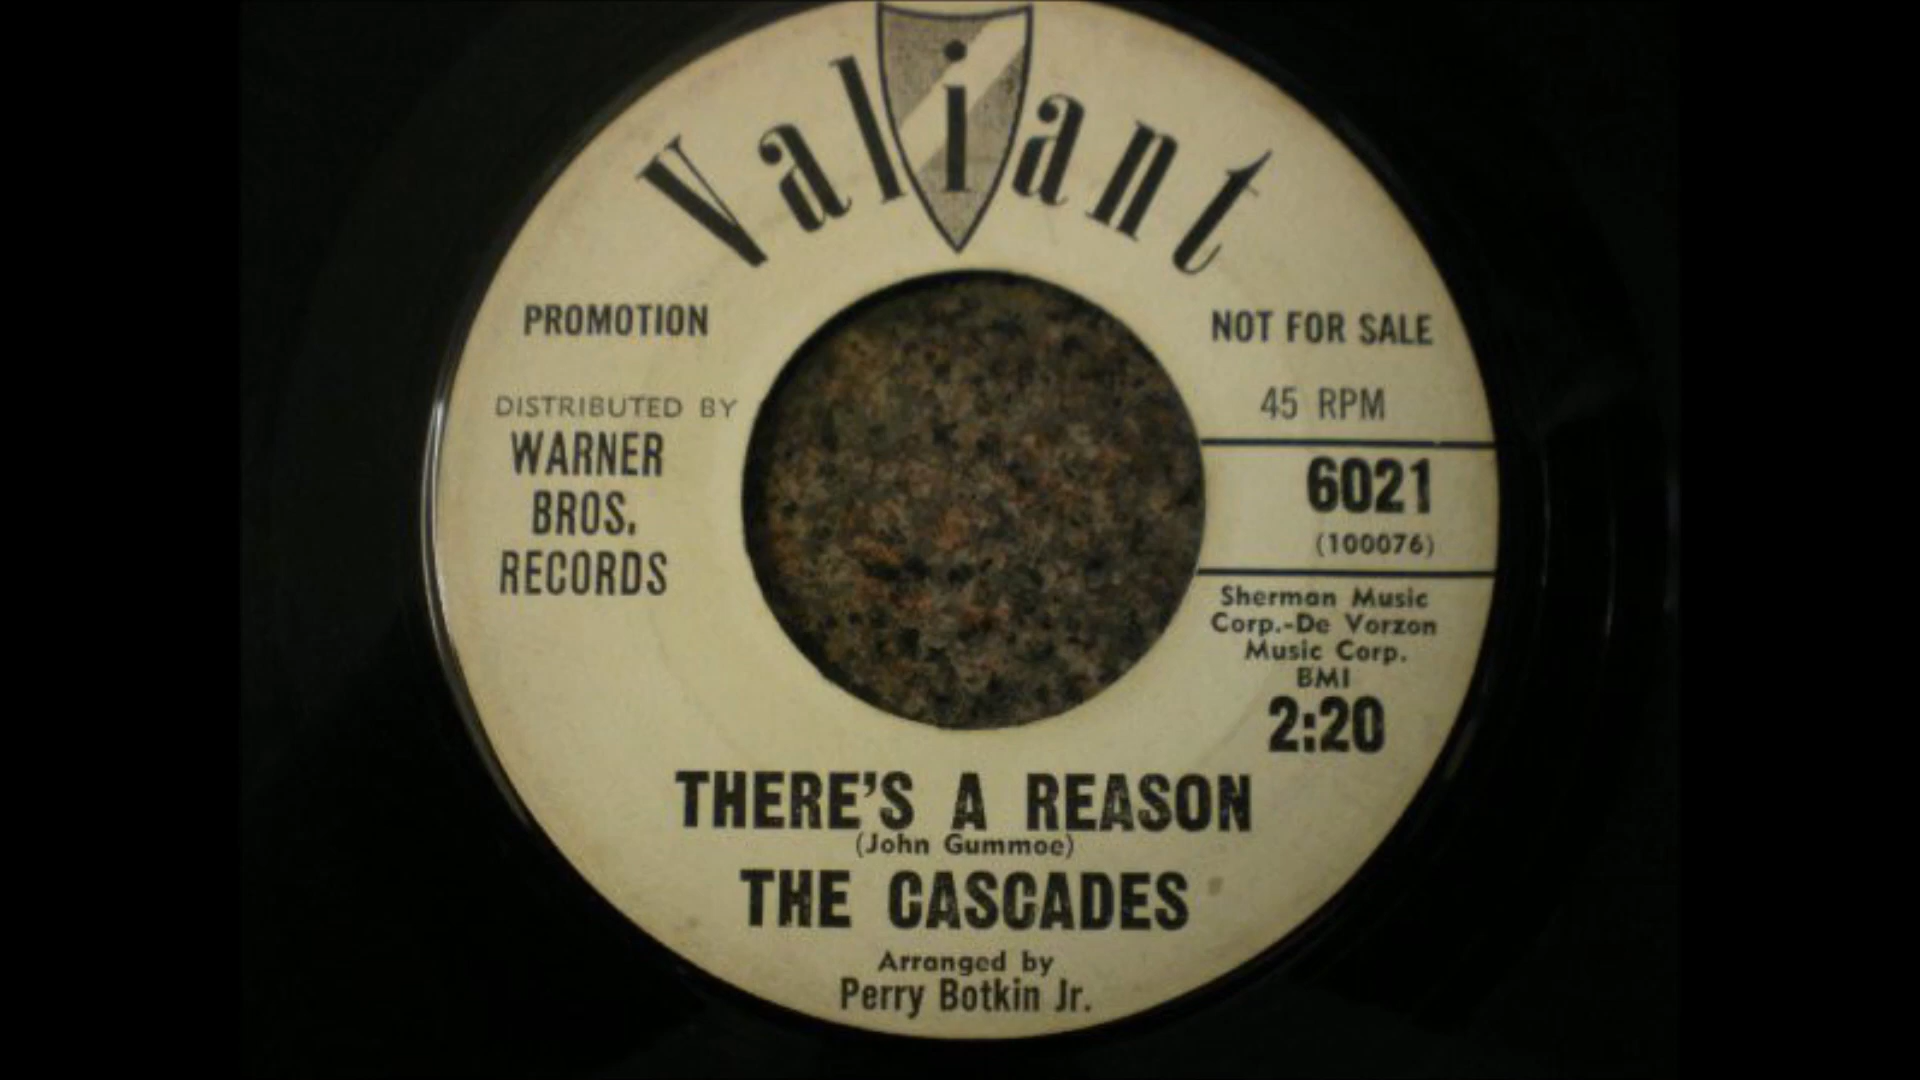 Valiant
PROMOTION
NOT FOR SALE
DISTRIBUTED BY
WARNER
BROS.
RECORDS
45 RPM
6021
(100076)
Sherman Music
Corp.-De Vorzon
Music Corp.
BMI
2:20
THERE'S A REASON
(John Gummoe)
THE CASCADES
Arranged by
Perry Botkin Jr.